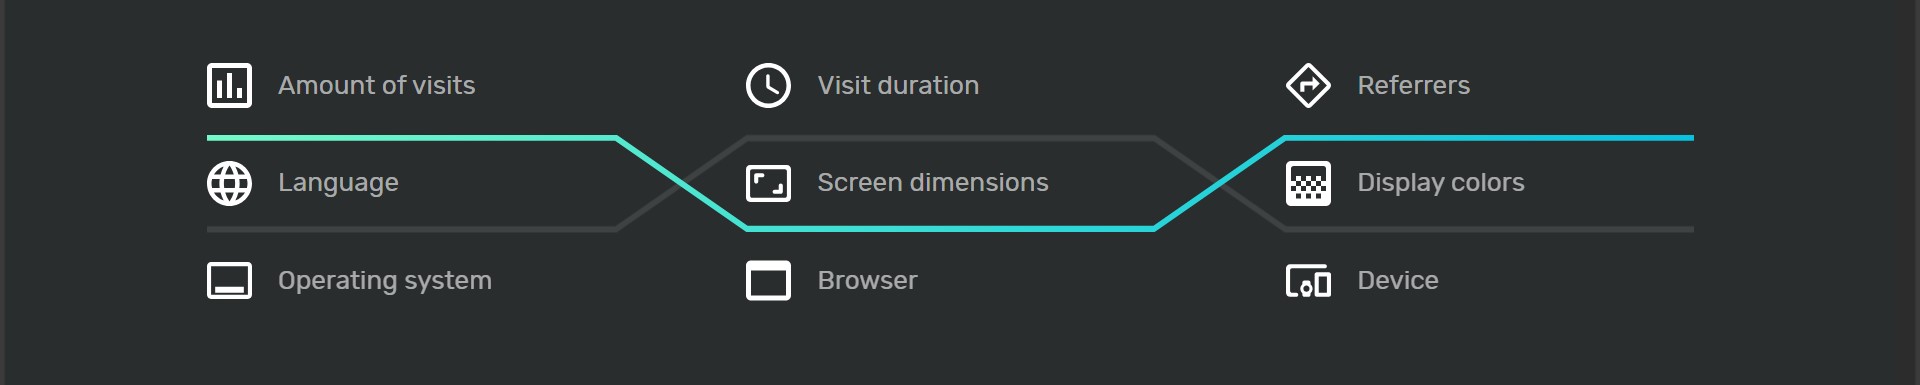 Amount of visits
Visit duration
Referrers
Language
Screen dimensions
Display colors
Operating system
Browser
Device